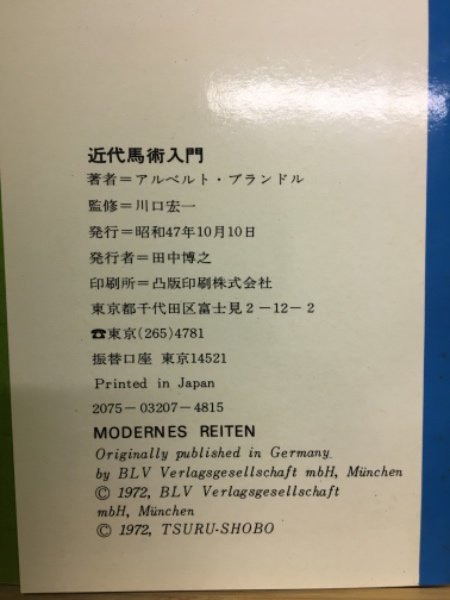 近代馬術入門
著者＝アルベルト・ブランドル
監修＝川口宏一
発行＝昭和47年10月10日
発行者＝田中博之
印刷所＝凸版印刷株式会社
東京都千代田区富士見2－12－2
☎東京(265)4781
振替口座 東京14521
Printed in Japan
2075－03207－4815
MODERNES REITEN
Originally published in Germany
by BLV Verlagsgesellschaft mbH, München
© 1972, BLV Verlagsgesellschaft
mbH, München
© 1972, TSURU-SHOBO